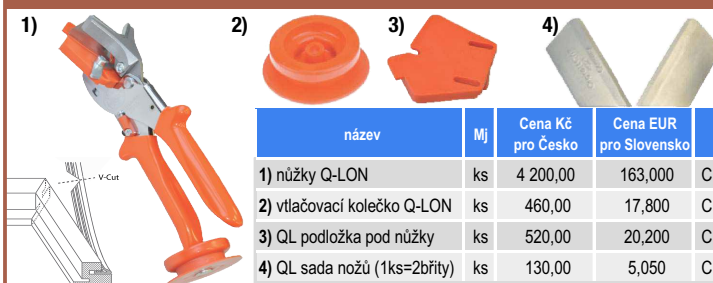 1)
2)
3)
4)
V-Cut
název Mj Cena Kč pro Česko Cena EUR pro Slovensko
1) nůžky Q-LON ks 4 200,00 163,000 C
2) vtlačovací kolečko Q-LON ks 460,00 17,800 C
3) QL podložka pod nůžky ks 520,00 20,200 C
4) QL sada nožů (1ks=2břity) ks 130,00 5,050 C